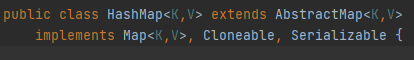 public class HashMap<K,V> extends AbstractMap<K,V>
implements Map<K,V>, Cloneable, Serializable {